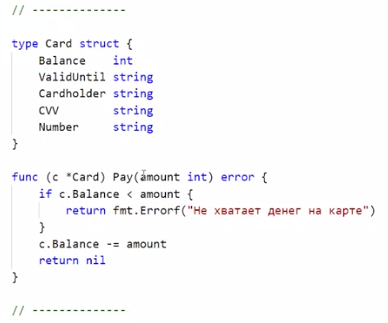 // --------------
type Card struct {
    Balance    int
    ValidUntil string
    Cardholder string
    CVV        string
    Number     string
}
func (c *Card) Pay(amount int) error {
    if c.Balance < amount {
        return fmt.Errorf("Не хватает денег на карте")
    }
    c.Balance -= amount
    return nil
}
// --------------